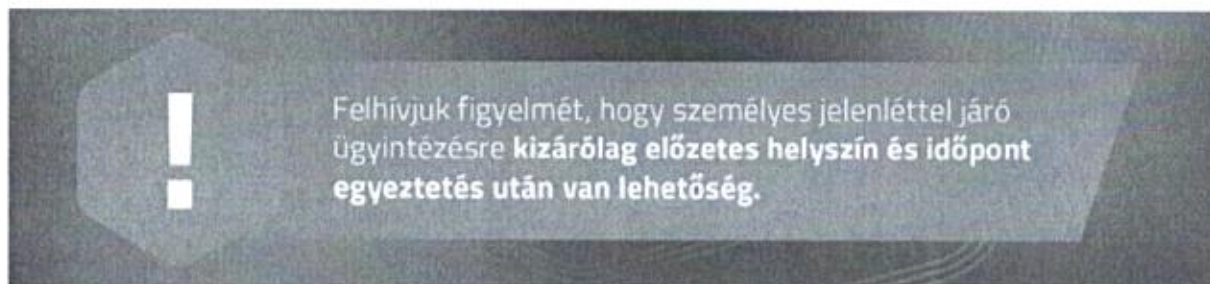 !
Felhívjuk figyelmét, hogy személyes jelenléttel járó
ügyintézésre kizárólag előzetes helyszín és időpont
egyeztetés után van lehetőség.